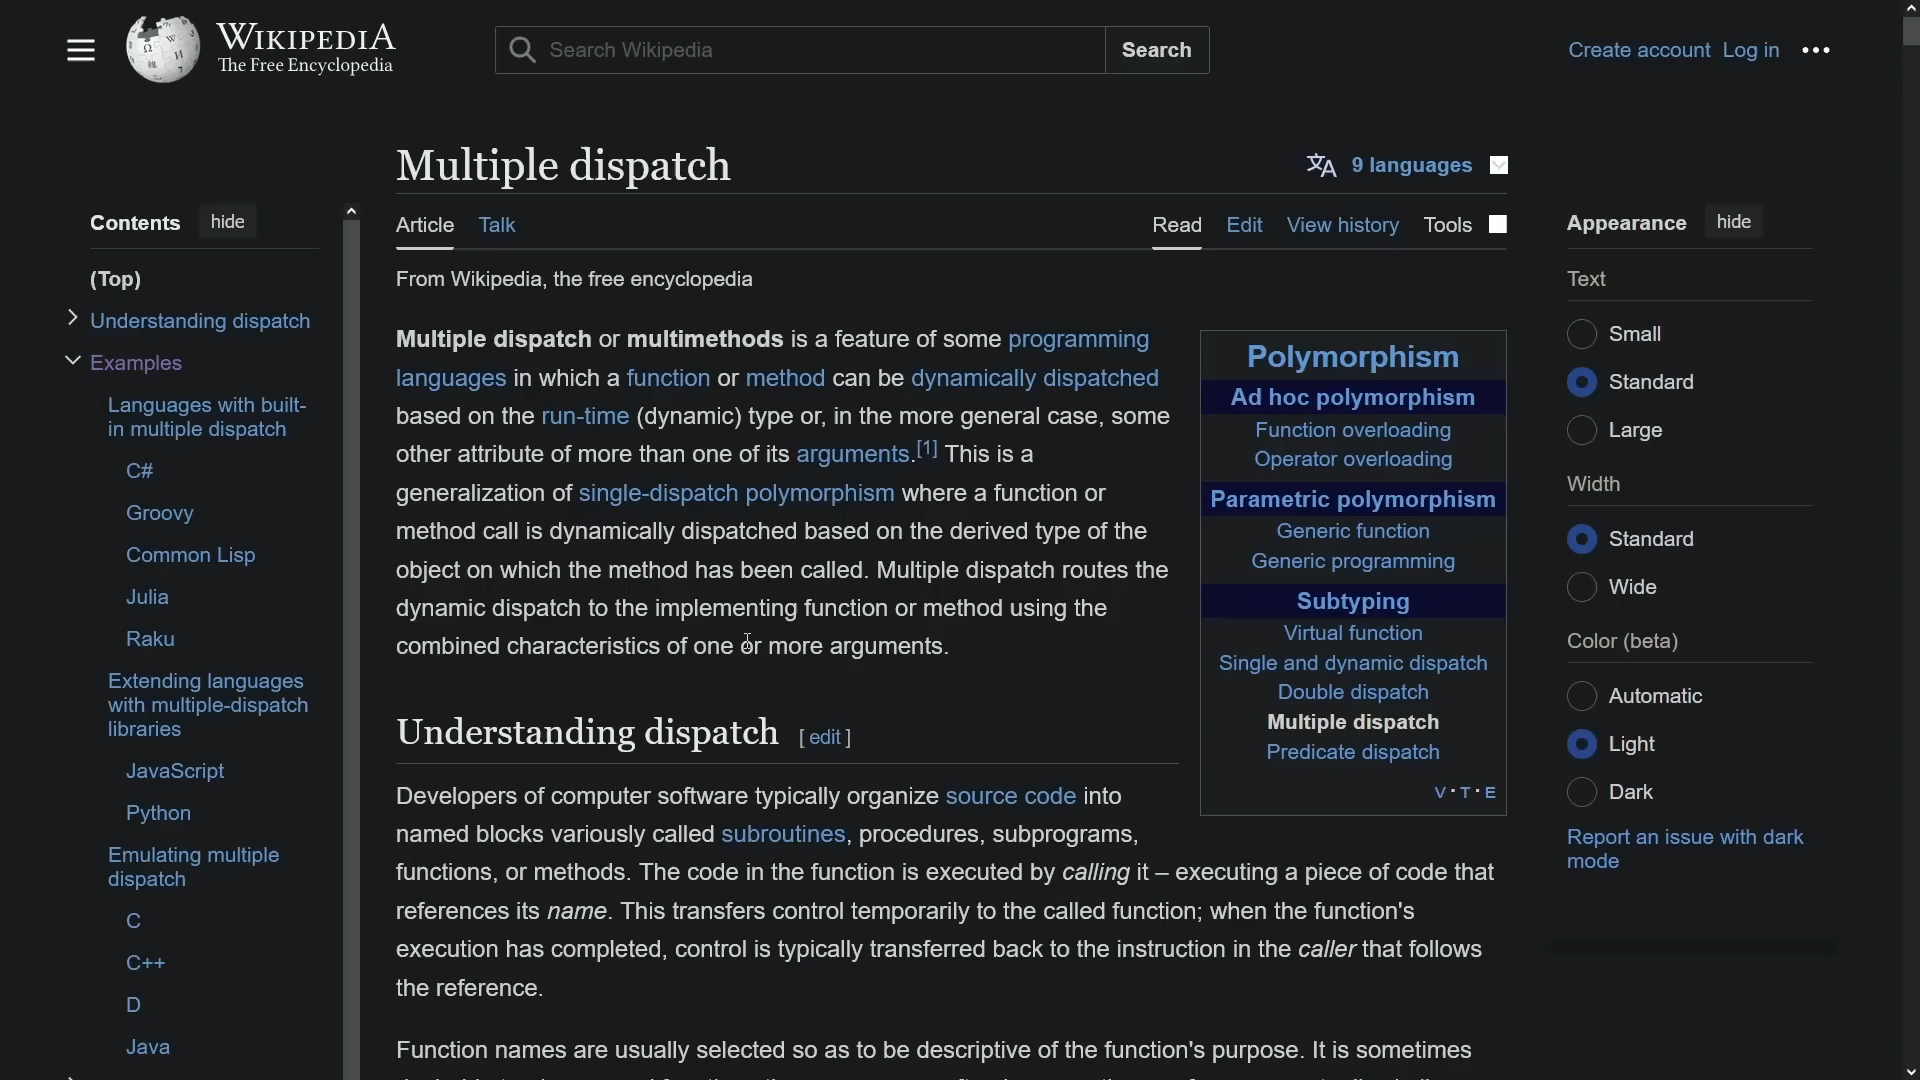 WIKIPEDIA
The Free Encyclopedia
Search Wikipedia
Search
Create account Log in
Multiple dispatch
文A 9 languages
Contents hide
(Top)
Understanding dispatch
Examples
Languages with built-
in multiple dispatch
C#
Groovy
Common Lisp
Julia
Raku
Extending languages
with multiple-dispatch
libraries
JavaScript
Python
Emulating multiple
dispatch
C
C++
D
Java
Article Talk
Read Edit View history Tools
From Wikipedia, the free encyclopedia
Multiple dispatch or multimethods is a feature of some programming
languages in which a function or method can be dynamically dispatched
based on the run-time (dynamic) type or, in the more general case, some
other attribute of more than one of its arguments.[1] This is a
generalization of single-dispatch polymorphism where a function or
method call is dynamically dispatched based on the derived type of the
object on which the method has been called. Multiple dispatch routes the
dynamic dispatch to the implementing function or method using the
combined characteristics of one or more arguments.
Polymorphism
Ad hoc polymorphism
Function overloading
Operator overloading
Parametric polymorphism
Generic function
Generic programming
Subtyping
Virtual function
Single and dynamic dispatch
Double dispatch
Multiple dispatch
Predicate dispatch
V·T·E
Understanding dispatch [ edit ]
Developers of computer software typically organize source code into
named blocks variously called subroutines, procedures, subprograms,
functions, or methods. The code in the function is executed by calling it – executing a piece of code that
references its name. This transfers control temporarily to the called function; when the function's
execution has completed, control is typically transferred back to the instruction in the caller that follows
the reference.
Function names are usually selected so as to be descriptive of the function's purpose. It is sometimes
Appearance hide
Text
Small
Standard
Large
Width
Standard
Wide
Color (beta)
Automatic
Light
Dark
Report an issue with dark
mode